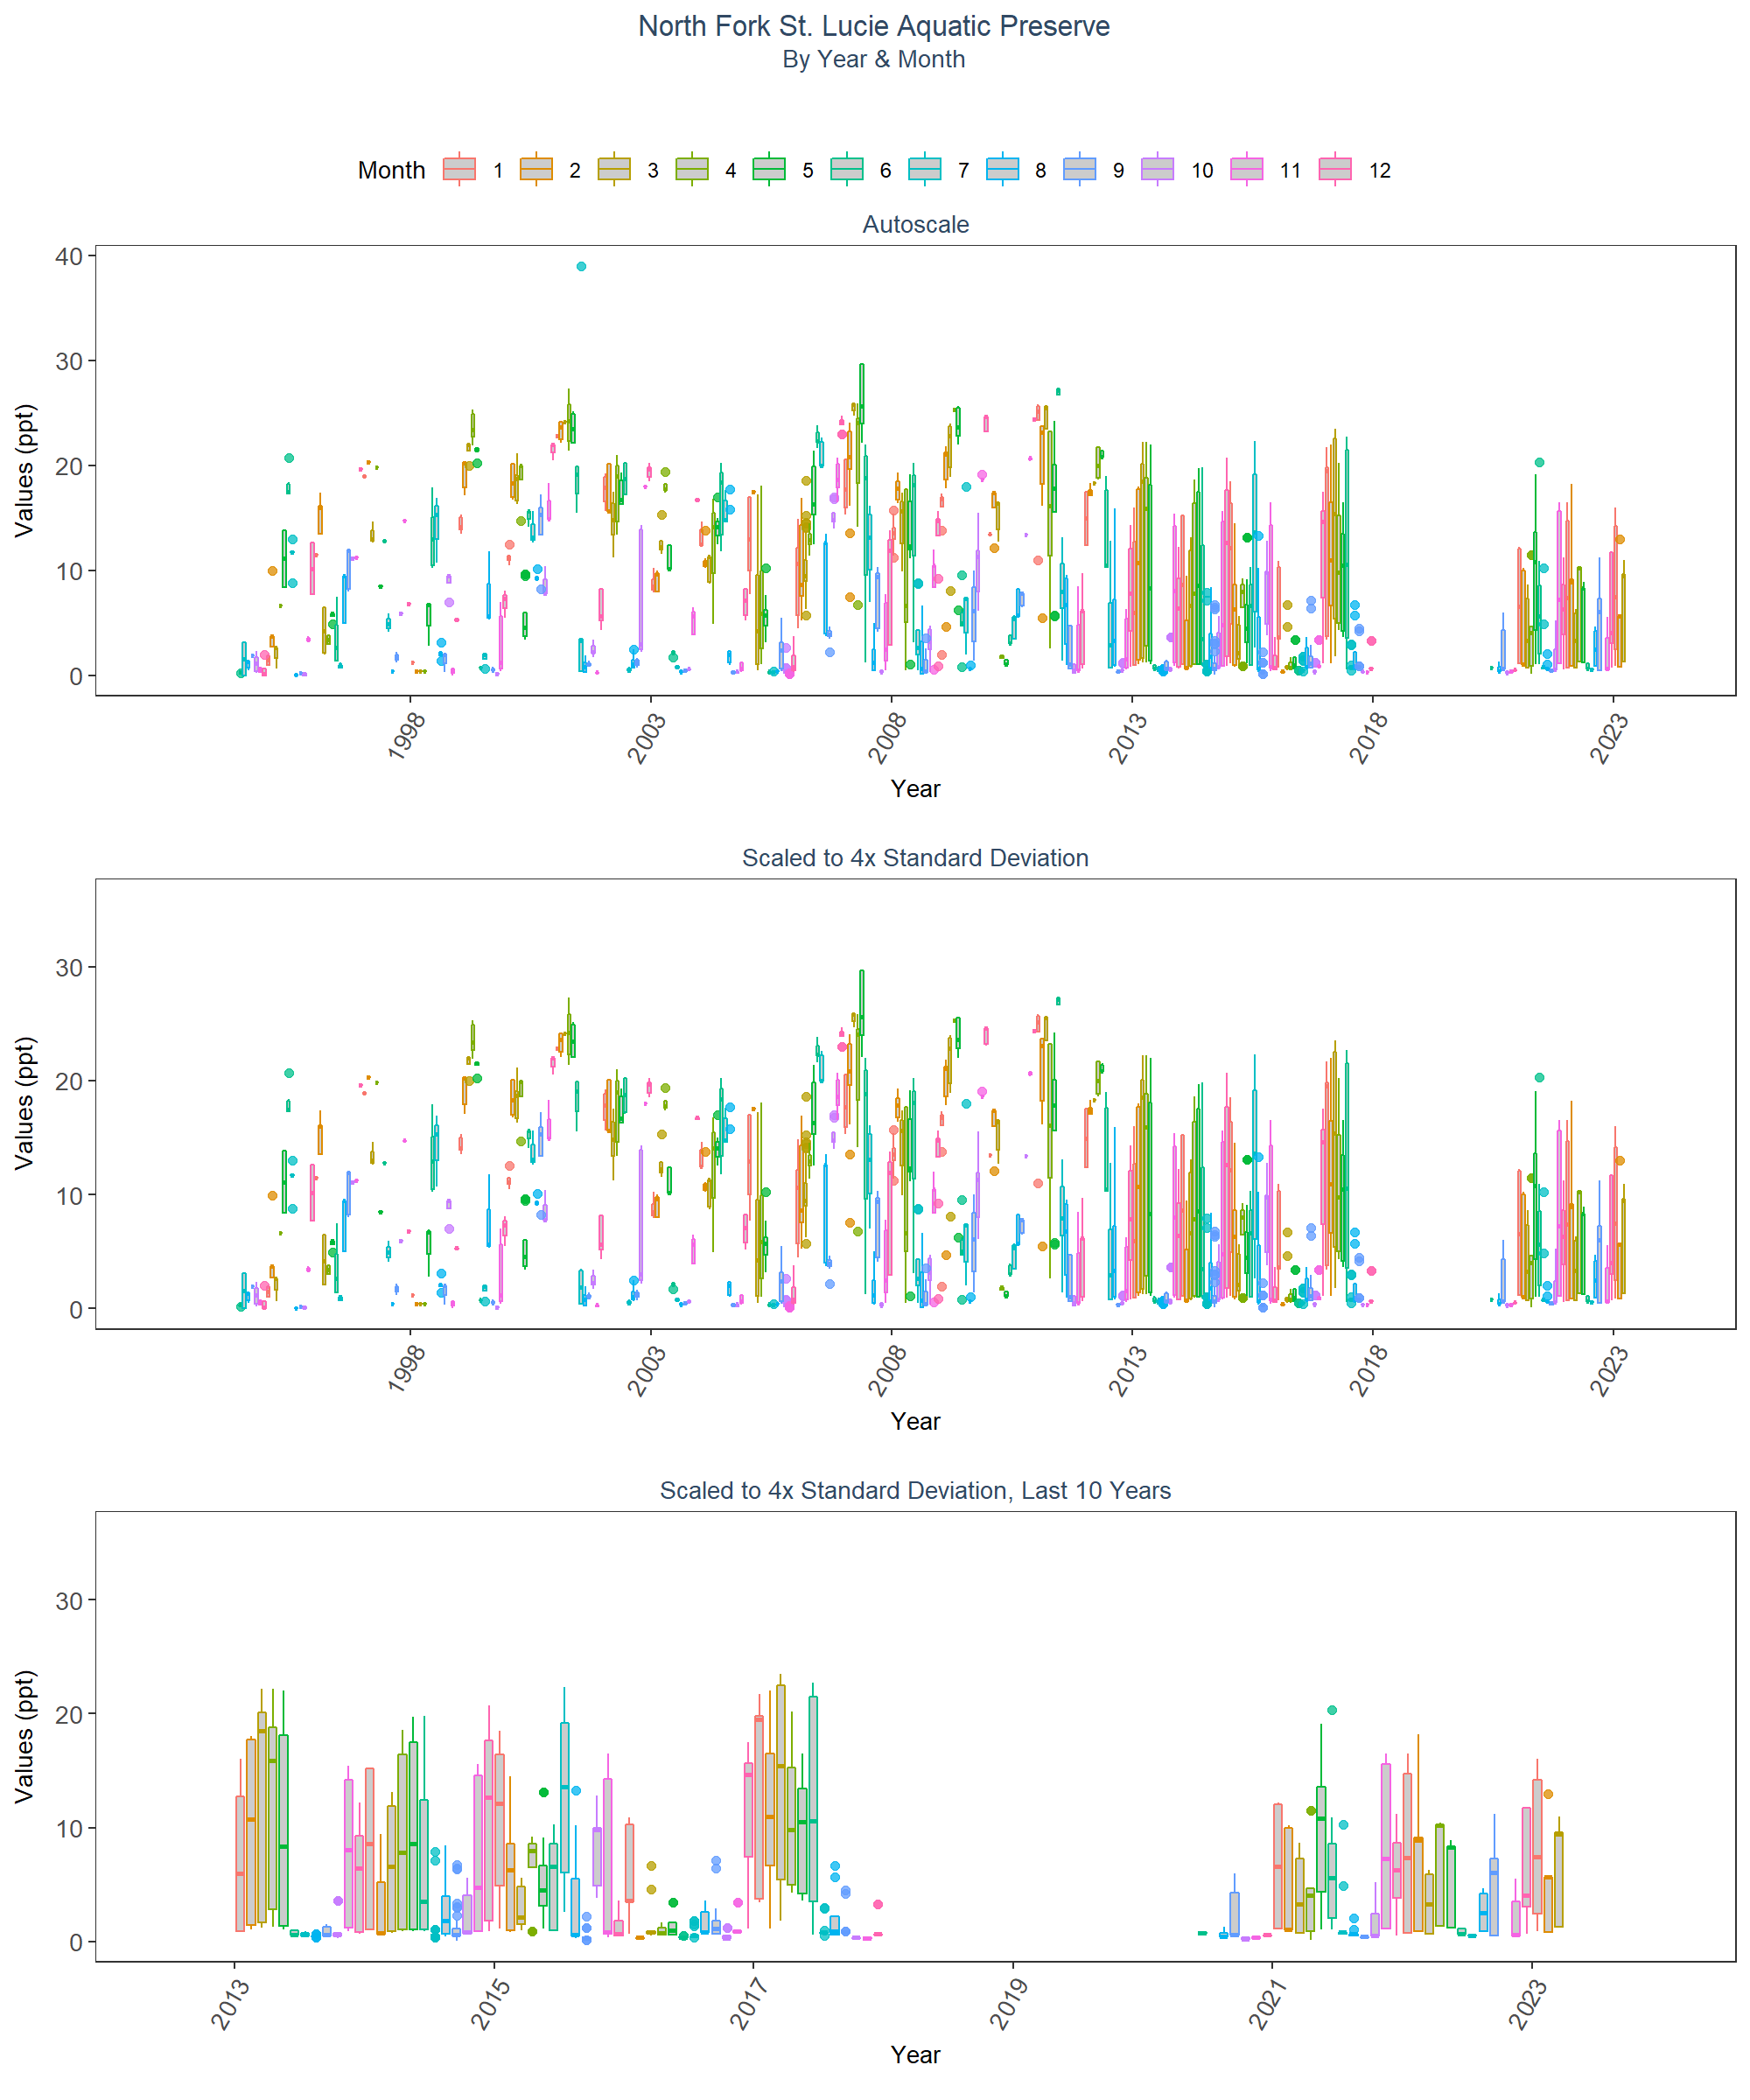 North Fork St. Lucie Aquatic Preserve
By Year & Month
Month 1 2 3 4 5 6 7 8 9 10 11 12
Autoscale
Values (ppt)
40
30
20
10
0
1998 2003 2008 2013 2018 2023
Year
Scaled to 4x Standard Deviation
Values (ppt)
30
20
10
0
1998 2003 2008 2013 2018 2023
Year
Scaled to 4x Standard Deviation, Last 10 Years
Values (ppt)
30
20
10
0
2013 2015 2017 2019 2021 2023
Year